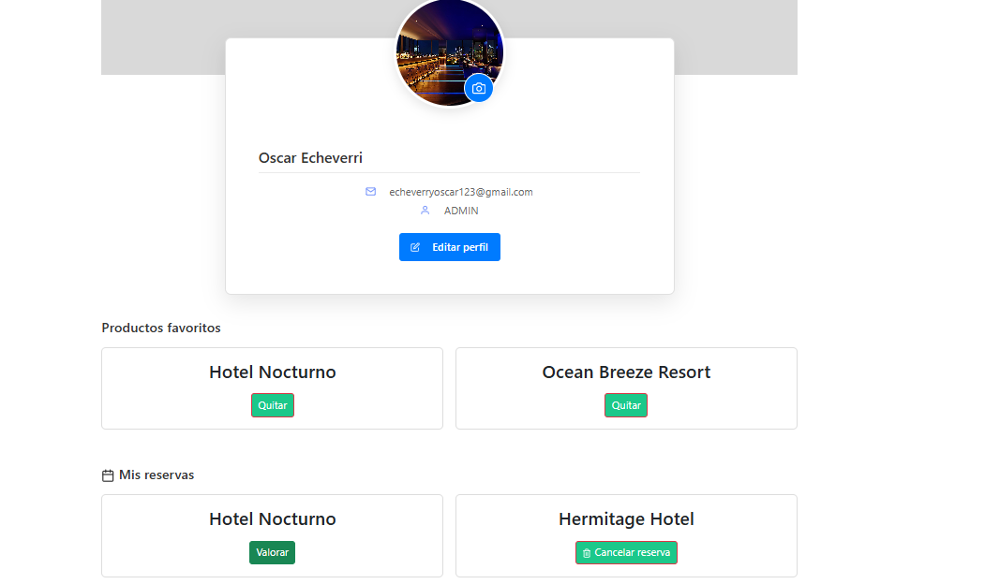 Oscar Echeverri
echeverryoscar123@gmail.com
ADMIN
Editar perfil
Productos favoritos
Hotel Nocturno
Quitar
Ocean Breeze Resort
Quitar
Mis reservas
Hotel Nocturno
Valorar
Hermitage Hotel
Cancelar reserva